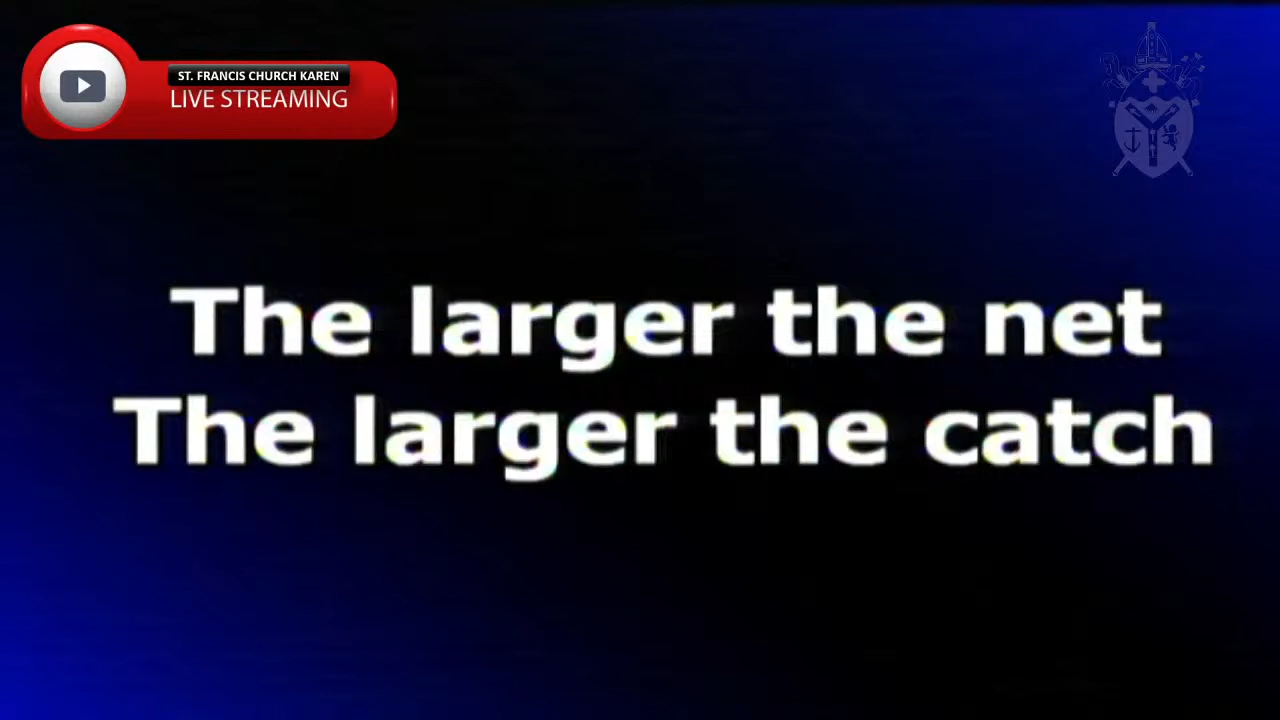 ST. FRANCIS CHURCH KAREN
LIVE STREAMING
The larger the net
The larger the catch